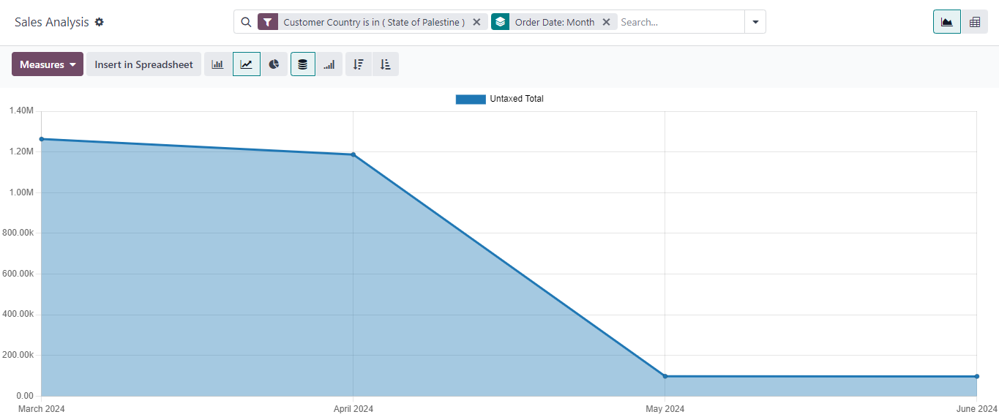 Sales Analysis
Customer Country is in ( State of Palestine )
Order Date: Month
Search...
Measures
Insert in Spreadsheet
Untaxed Total
1.40M
1.20M
1.00M
800.00k
600.00k
400.00k
200.00k
0.00
March 2024 April 2024 May 2024 June 2024